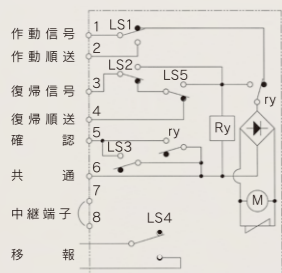 作動信号 1 LS1
作動順送 2
LS2
復帰信号 3 LS5
ry
復帰順送 4
Ry
確認 5 ry
LS3
共通 6
M
7
中継端子
8 LS4
移報